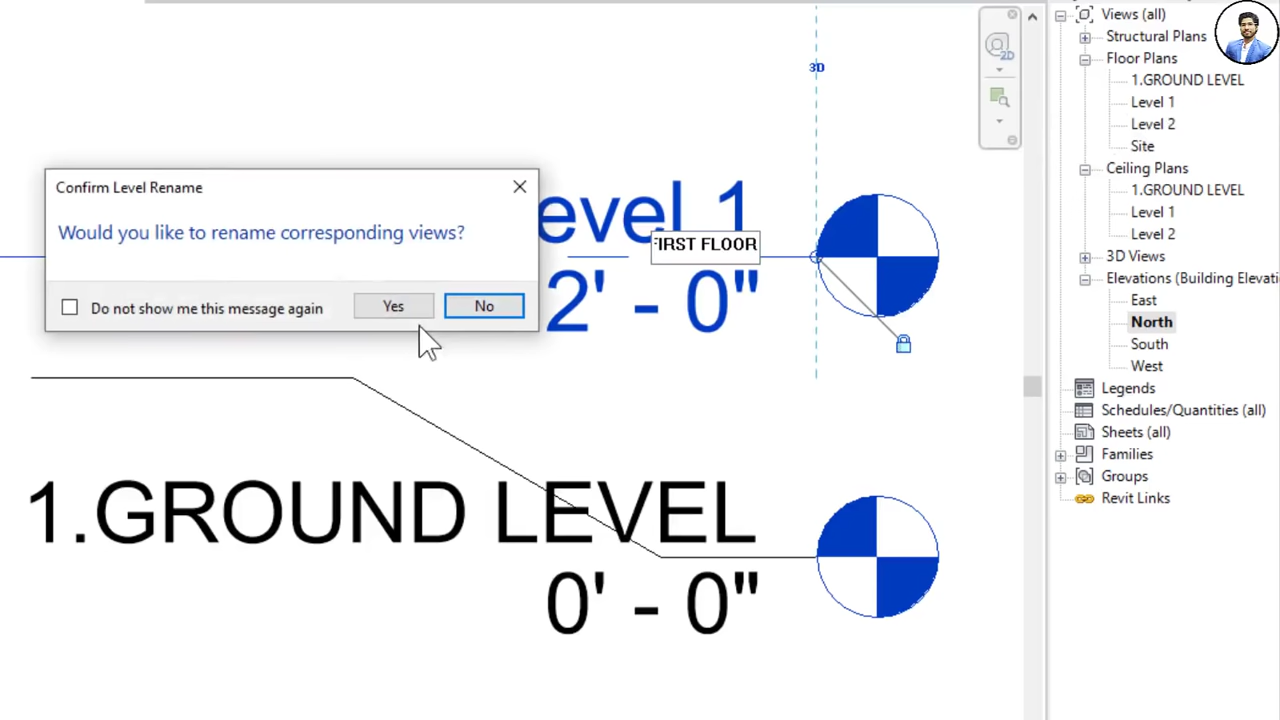 3D
2D
Confirm Level Rename
Would you like to rename corresponding views?
Do not show me this message again
Yes
No
evel 1
FIRST FLOOR
2' - 0"
1.GROUND LEVEL
0' - 0"
Views (all)
Structural Plans
Floor Plans
1.GROUND LEVEL
Level 1
Level 2
Site
Ceiling Plans
1.GROUND LEVEL
Level 1
Level 2
3D Views
Elevations (Building Elevati
East
North
South
West
Legends
Schedules/Quantities (all)
Sheets (all)
Families
Groups
Revit Links